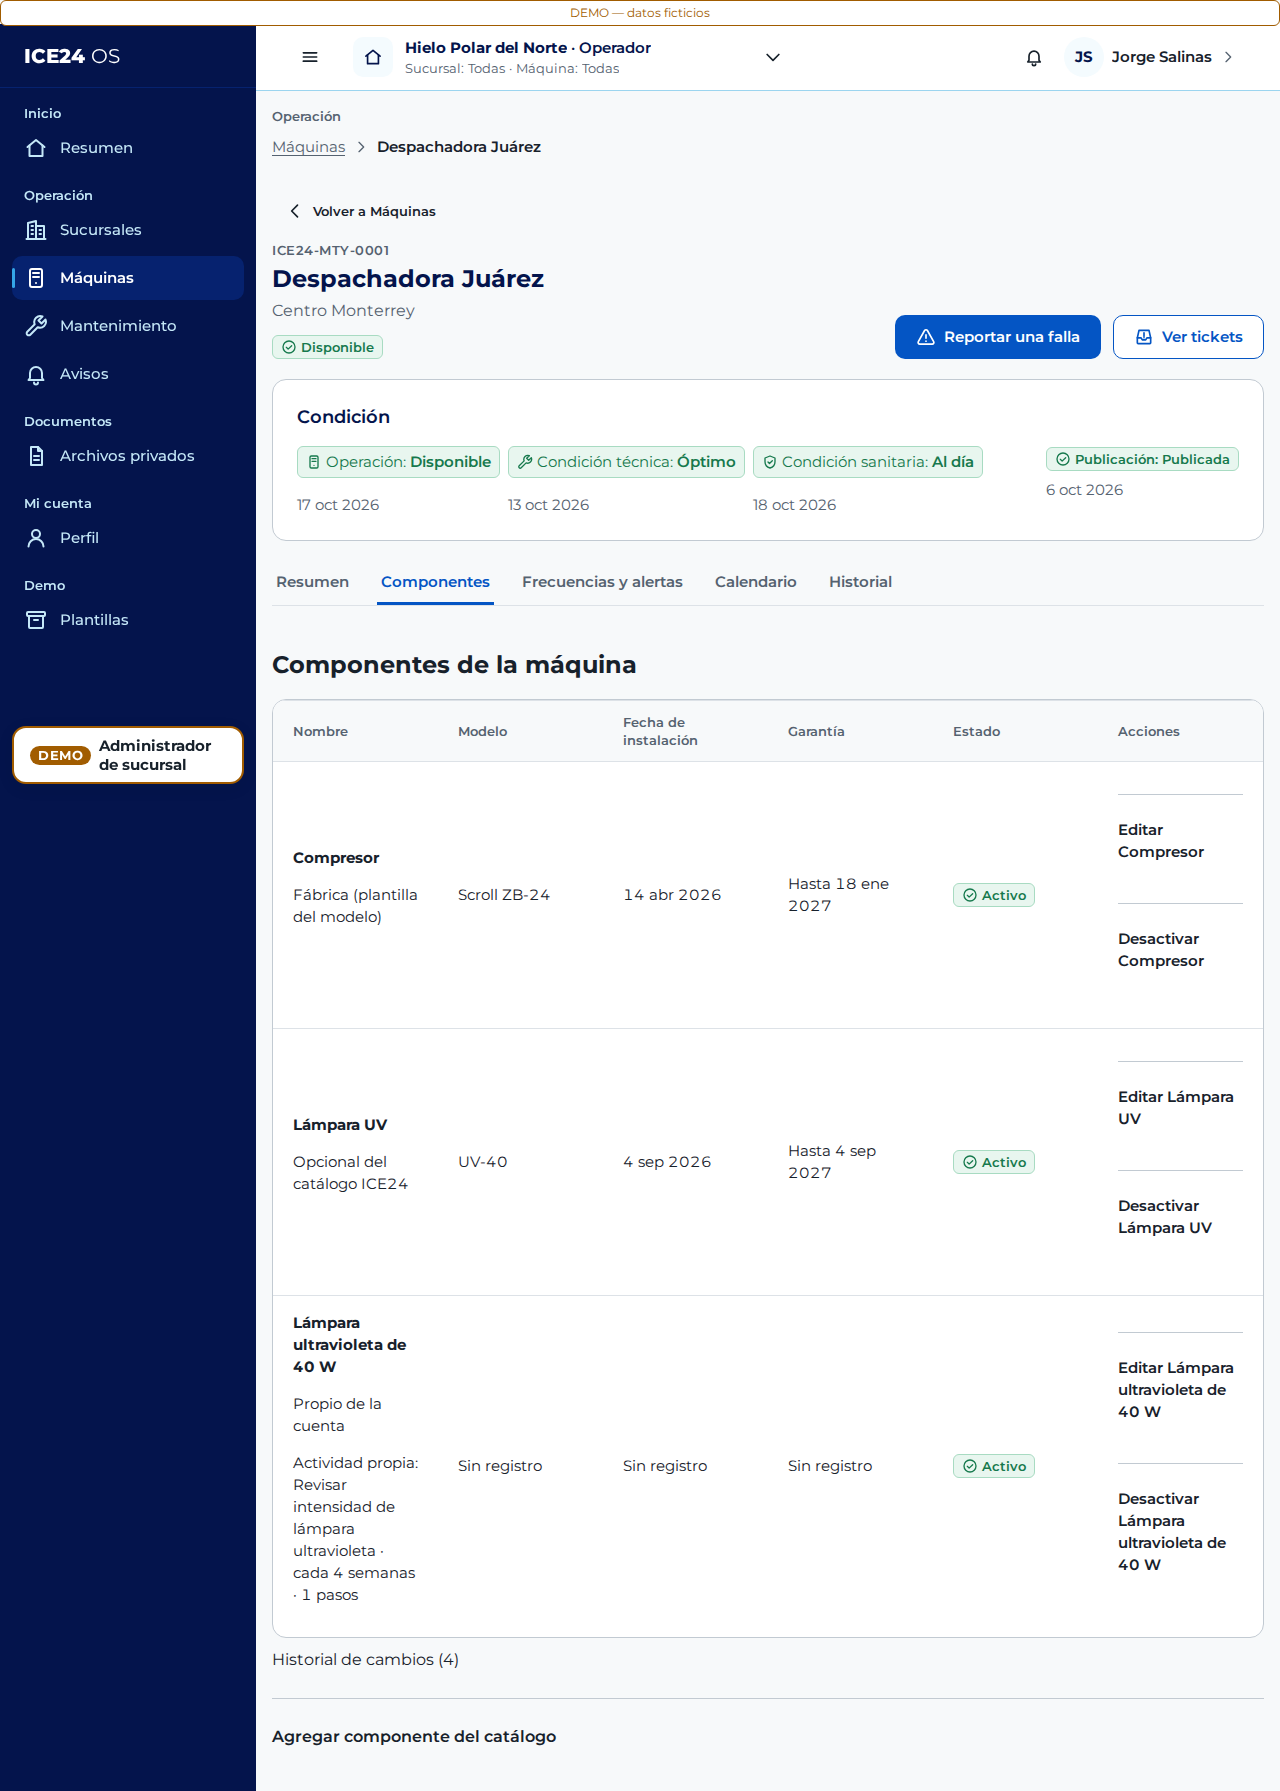 DEMO — datos ficticios
ICE24 OS
Hielo Polar del Norte · Operador
Sucursal: Todas · Máquina: Todas
JS
Jorge Salinas
Inicio
Resumen
Operación
Sucursales
Máquinas
Mantenimiento
Avisos
Documentos
Archivos privados
Mi cuenta
Perfil
Demo
Plantillas
DEMO
Administrador
de sucursal
Operación
Máquinas
Despachadora Juárez
Volver a Máquinas
ICE24-MTY-0001
Despachadora Juárez
Centro Monterrey
Disponible
Reportar una falla
Ver tickets
Condición
Operación: Disponible
17 oct 2026
Condición técnica: Óptimo
13 oct 2026
Condición sanitaria: Al día
18 oct 2026
Publicación: Publicada
6 oct 2026
Resumen
Componentes
Frecuencias y alertas
Calendario
Historial
Componentes de la máquina
Nombre
Modelo
Fecha de
instalación
Garantía
Estado
Acciones
Compresor
Fábrica (plantilla
del modelo)
Scroll ZB-24
14 abr 2026
Hasta 18 ene
2027
Activo
Editar
Compresor
Desactivar
Compresor
Lámpara UV
Opcional del
catálogo ICE24
UV-40
4 sep 2026
Hasta 4 sep
2027
Activo
Editar Lámpara
UV
Desactivar
Lámpara UV
Lámpara
ultravioleta de
40 W
Propio de la
cuenta
Actividad propia:
Revisar
intensidad de
lámpara
ultravioleta ·
cada 4 semanas
· 1 pasos
Sin registro
Sin registro
Sin registro
Activo
Editar Lámpara
ultravioleta de
40 W
Desactivar
Lámpara
ultravioleta de
40 W
Historial de cambios (4)
Agregar componente del catálogo